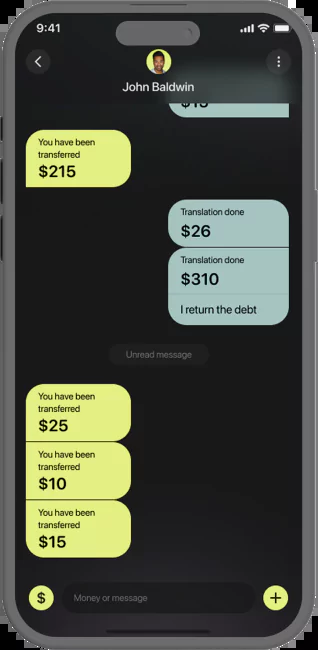 9:41
John Baldwin
$15
You have been
transferred
$215
Translation done
$26
Translation done
$310
I return the debt
Unread message
You have been
transferred
$25
You have been
transferred
$10
You have been
transferred
$15
$
Money or message